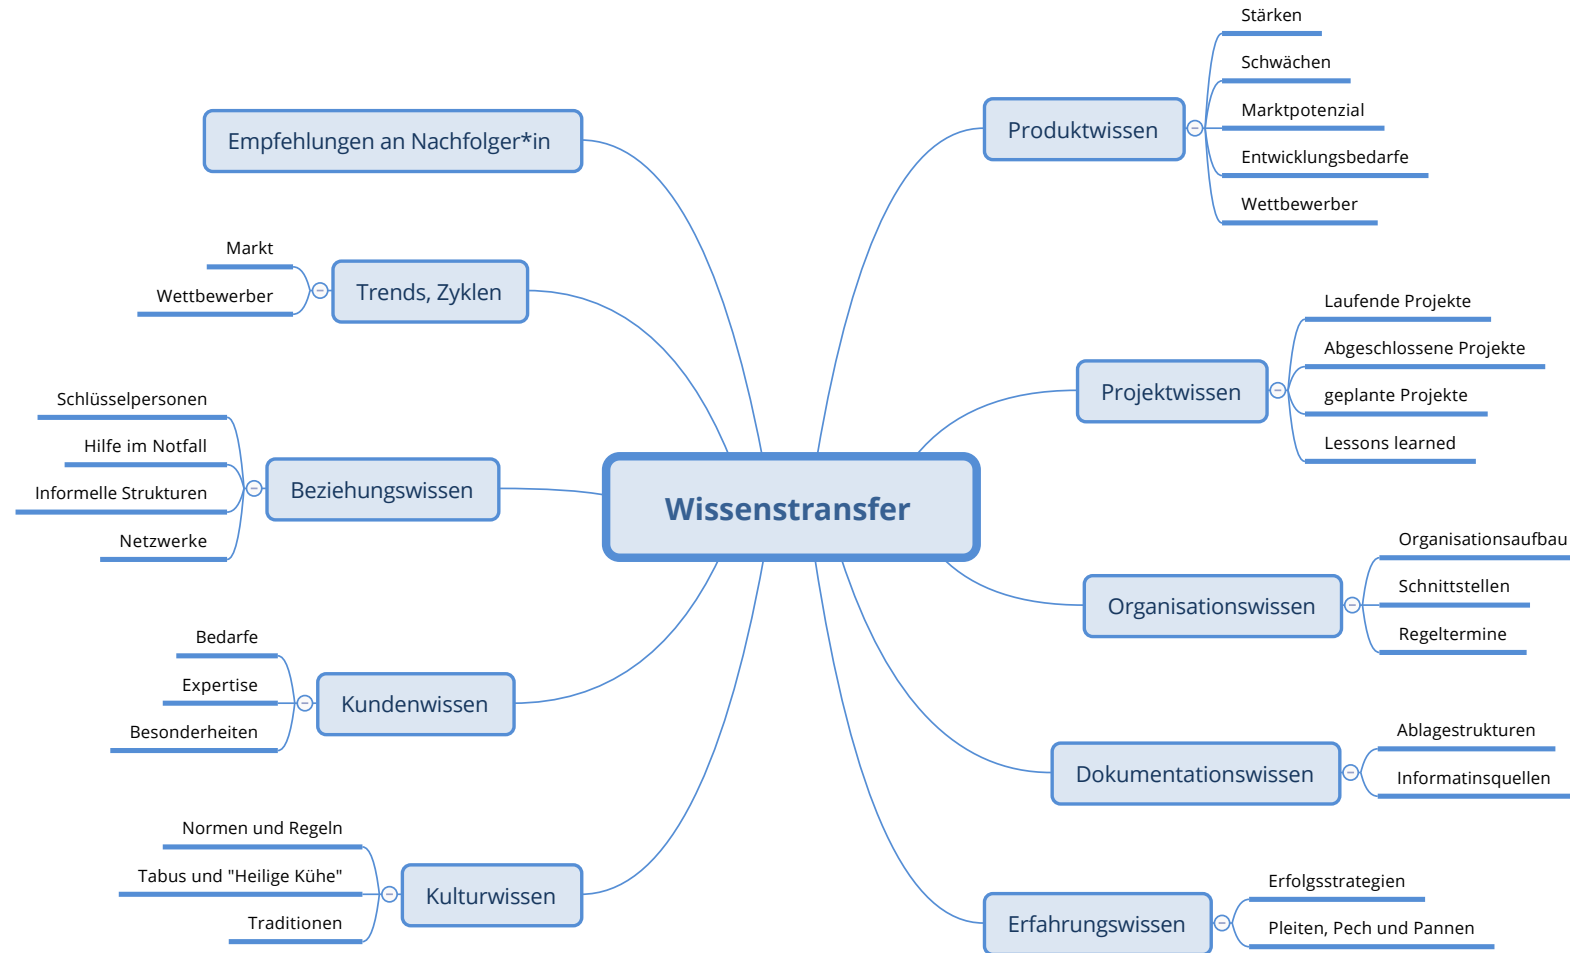 Wissenstransfer
Produktwissen
Stärken
Schwächen
Marktpotenzial
Entwicklungsbedarfe
Wettbewerber
Projektwissen
Laufende Projekte
Abgeschlossene Projekte
geplante Projekte
Lessons learned
Organisationswissen
Organisationsaufbau
Schnittstellen
Regeltermine
Dokumentationswissen
Ablagestrukturen
Informatinsquellen
Erfahrungswissen
Erfolgsstrategien
Pleiten, Pech und Pannen
Empfehlungen an Nachfolger*in
Trends, Zyklen
Markt
Wettbewerber
Beziehungswissen
Schlüsselpersonen
Hilfe im Notfall
Informelle Strukturen
Netzwerke
Kundenwissen
Bedarfe
Expertise
Besonderheiten
Kulturwissen
Normen und Regeln
Tabus und "Heilige Kühe"
Traditionen